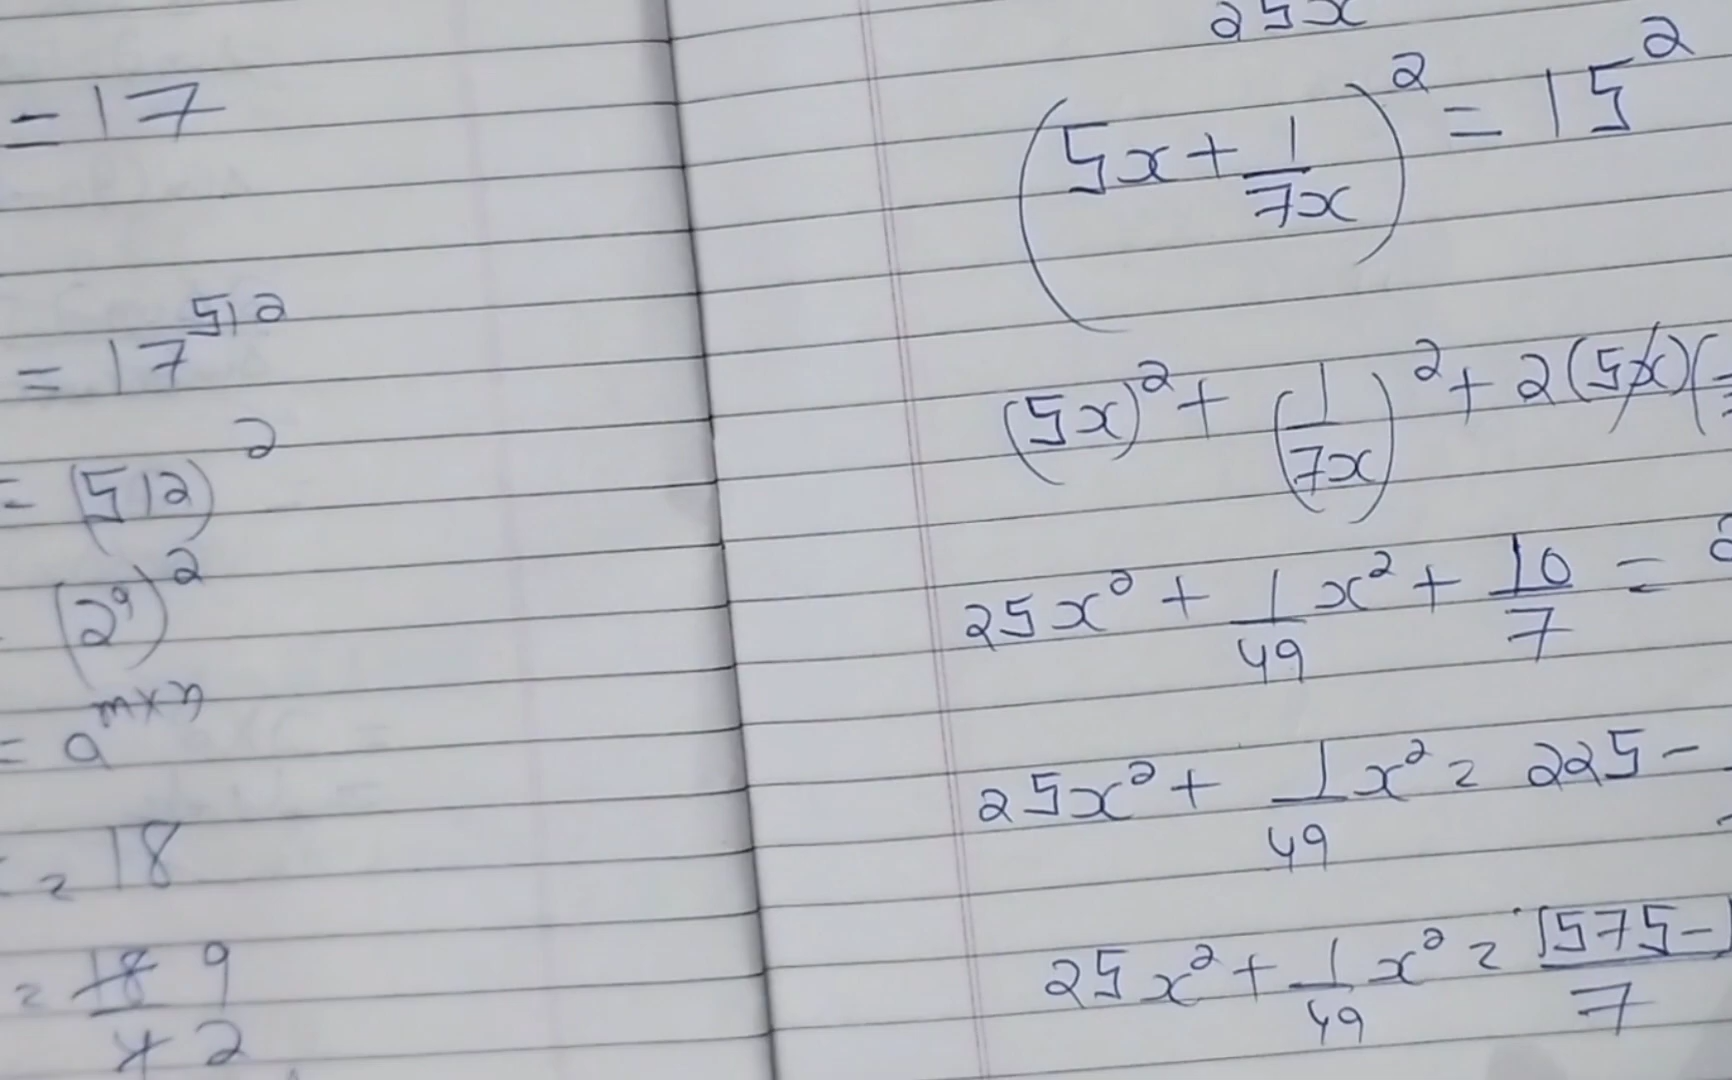 = 17
= 17^512
= (512)^2
(2^9)^2
= a^m×n
= 18
= 18 9
4 2
25x
(5x + 1/7x)^2 = 15^2
(5x)^2 + (1/7x)^2 + 2(5x)(
25x^2 + 1/49 x^2 + 10/7 =
25x^2 + 1/49 x^2 = 225 -
25x^2 + 1/49 x^2 = 1575 - / 7